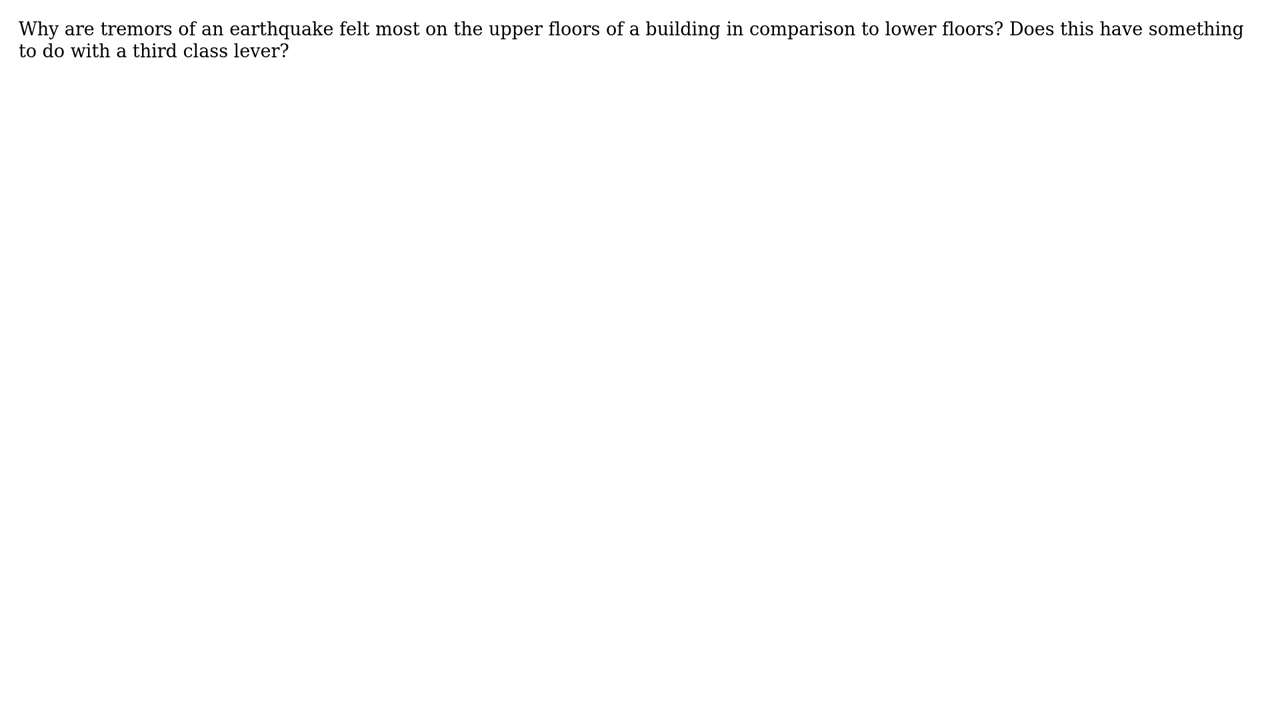 Why are tremors of an earthquake felt most on the upper floors of a building in comparison to lower floors? Does this have something
to do with a third class lever?